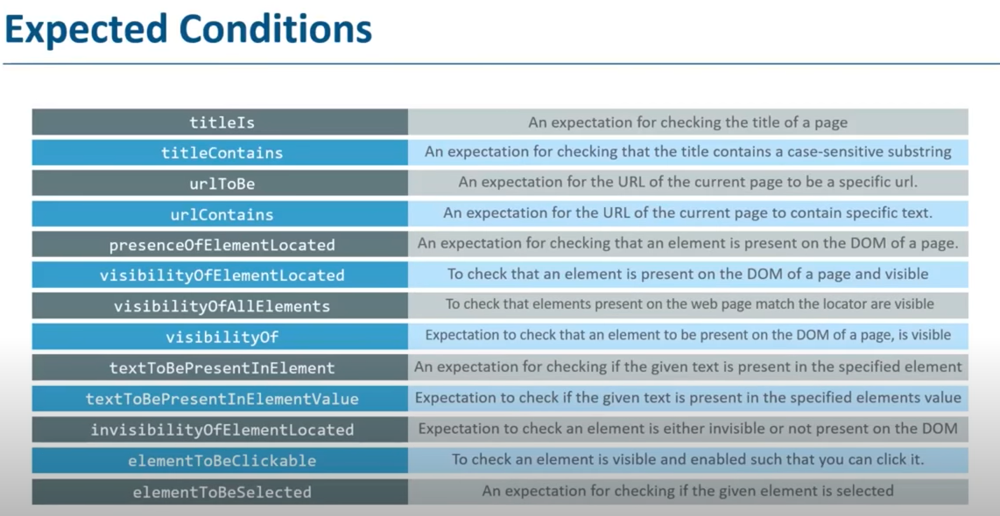 Expected Conditions
titleIs An expectation for checking the title of a page
titleContains An expectation for checking that the title contains a case-sensitive substring
urlToBe An expectation for the URL of the current page to be a specific url.
urlContains An expectation for the URL of the current page to contain specific text.
presenceOfElementLocated An expectation for checking that an element is present on the DOM of a page.
visibilityOfElementLocated To check that an element is present on the DOM of a page and visible
visibilityOfAllElements To check that elements present on the web page match the locator are visible
visibilityOf Expectation to check that an element to be present on the DOM of a page, is visible
textToBePresentInElement An expectation for checking if the given text is present in the specified element
textToBePresentInElementValue Expectation to check if the given text is present in the specified elements value
invisibilityOfElementLocated Expectation to check an element is either invisible or not present on the DOM
elementToBeClickable To check an element is visible and enabled such that you can click it.
elementToBeSelected An expectation for checking if the given element is selected